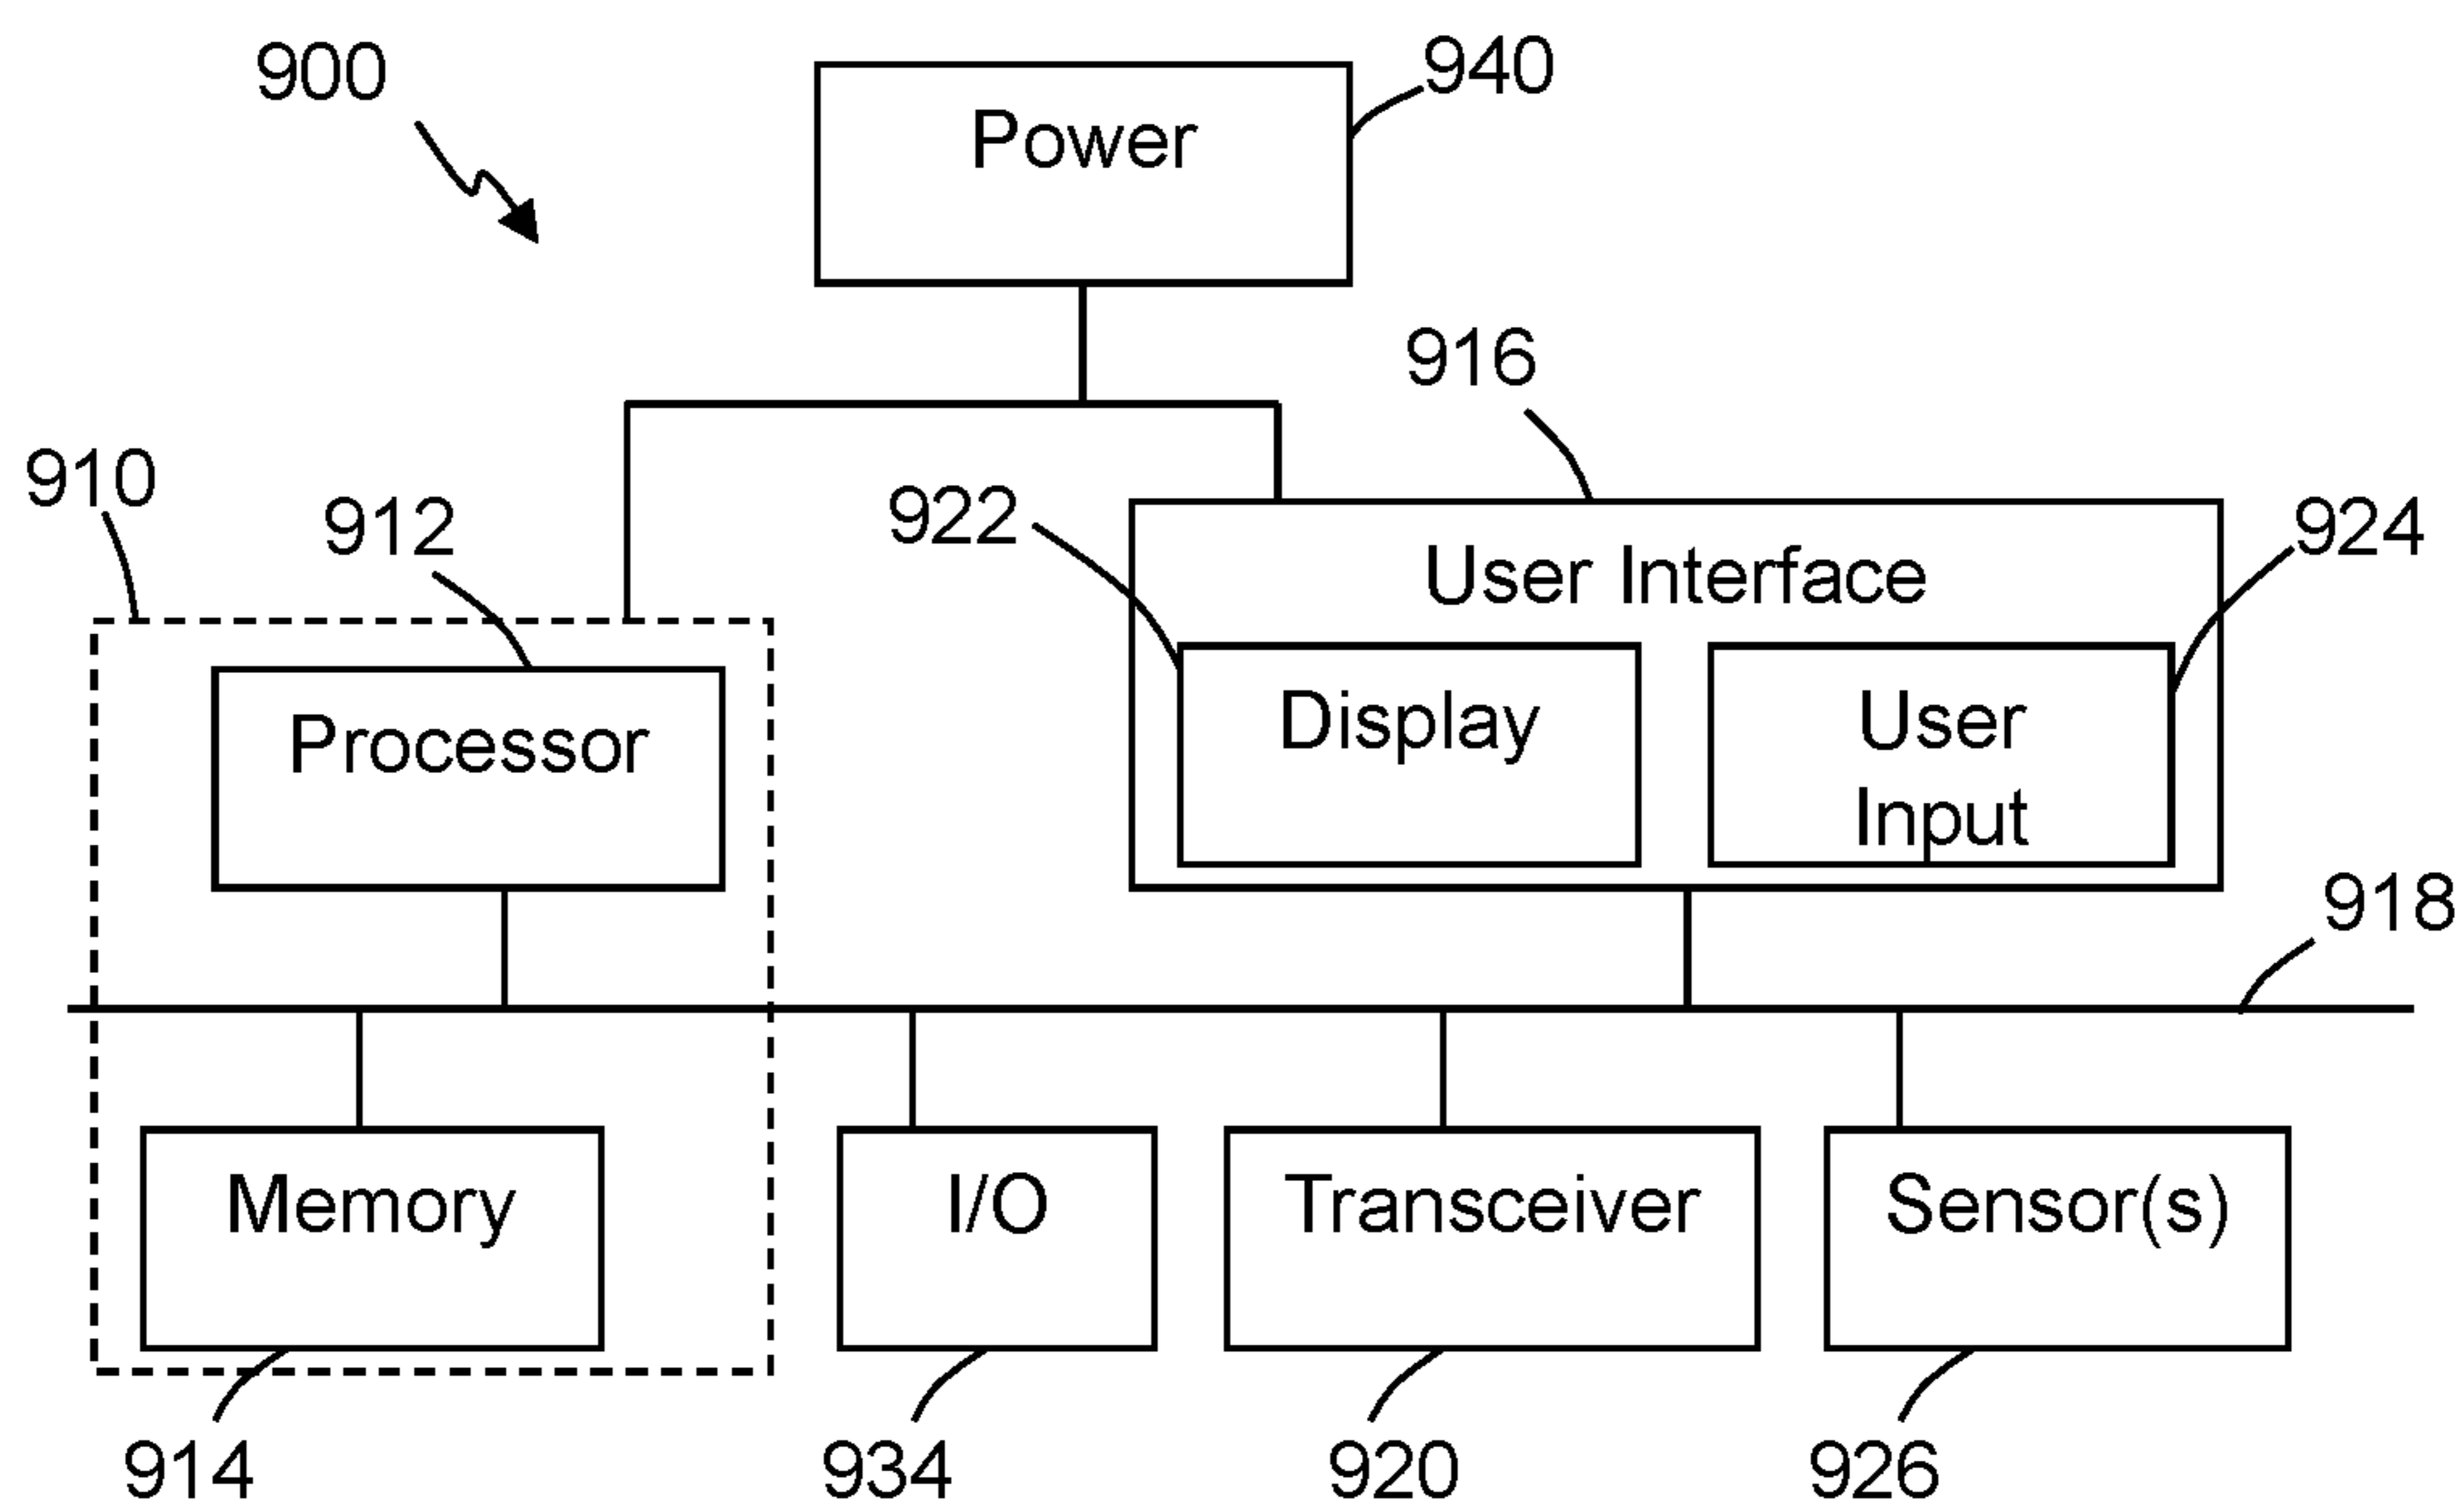 900
940
Power
916
910
912
922
924
User Interface
Processor
Display
User
Input
918
Memory
I/O
Transceiver
Sensor(s)
914
934
920
926